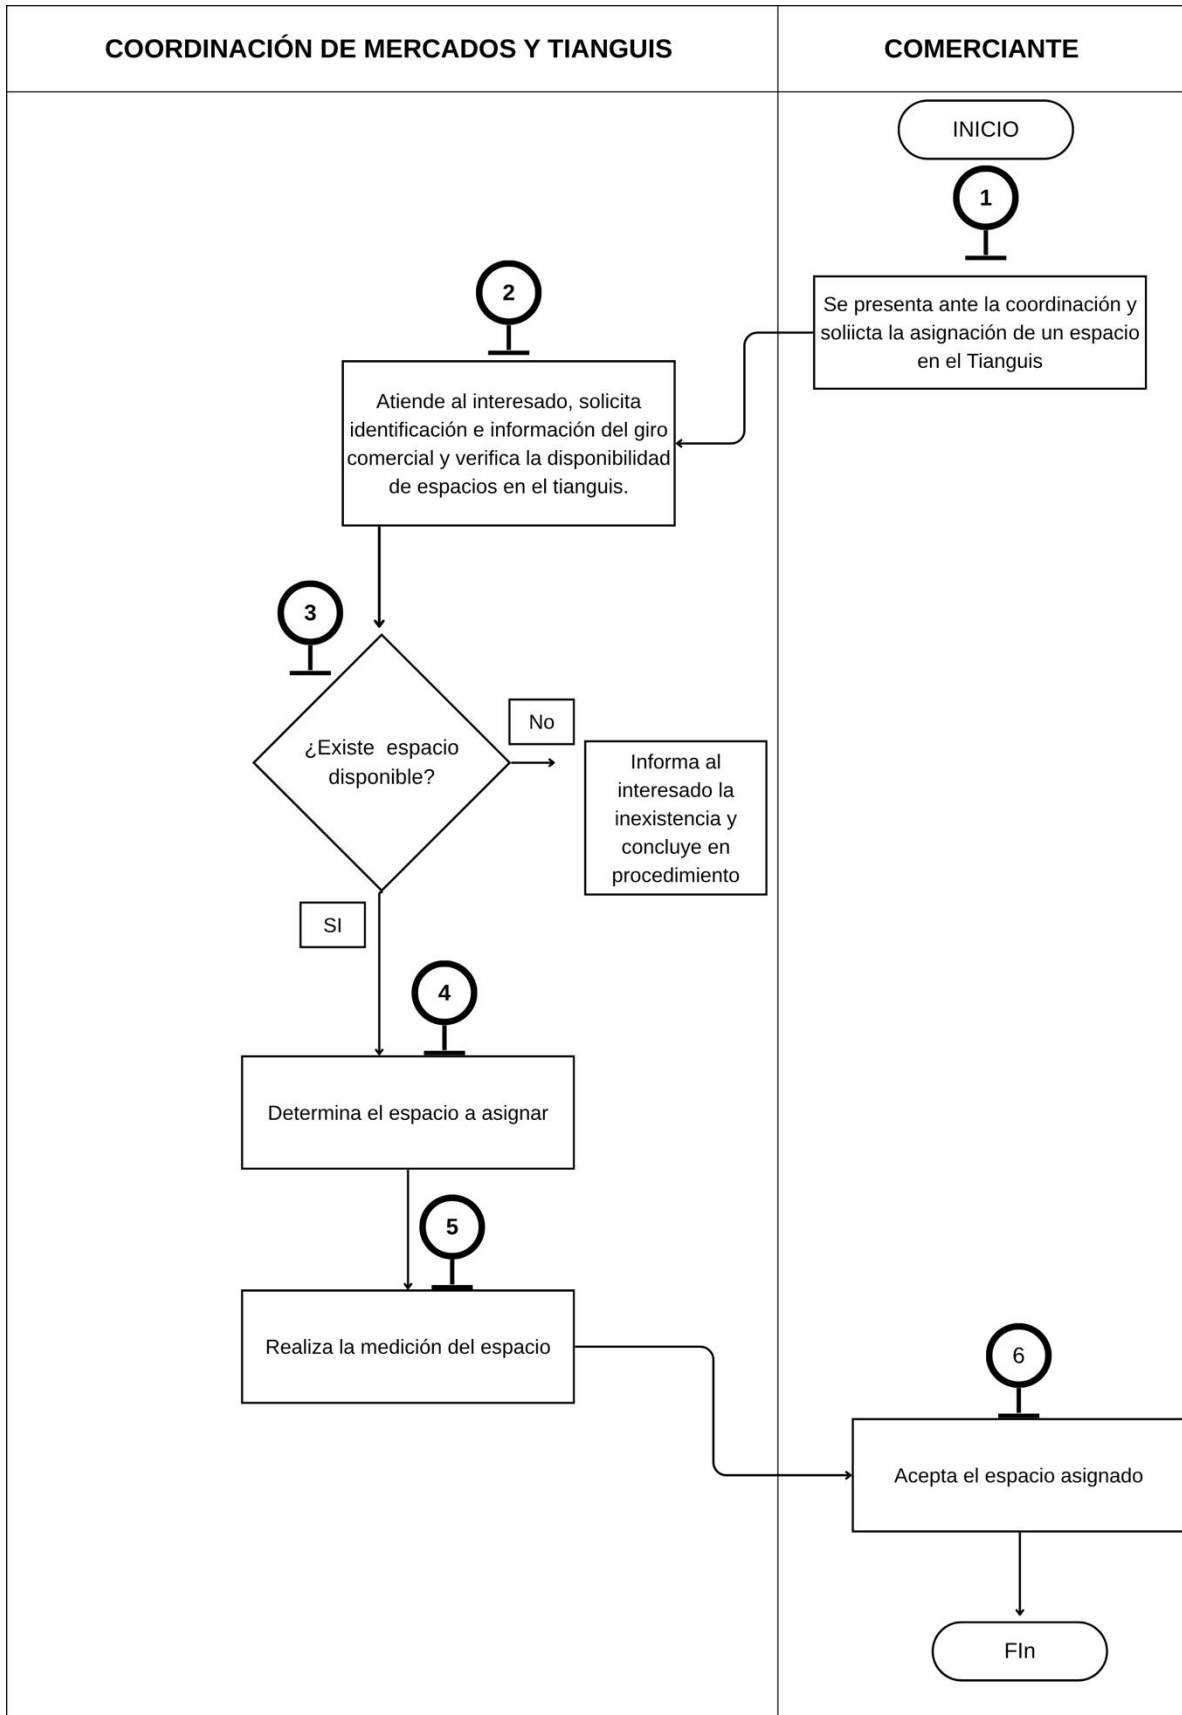 COORDINACIÓN DE MERCADOS Y TIANGUIS
COMERCIANTE
INICIO
1
Se presenta ante la coordinación y
soliicta la asignación de un espacio
en el Tianguis
2
Atiende al interesado, solicita
identificación e información del giro
comercial y verifica la disponibilidad
de espacios en el tianguis.
3
¿Existe espacio
disponible?
No
Informa al
interesado la
inexistencia y
concluye en
procedimiento
SI
4
Determina el espacio a asignar
5
Realiza la medición del espacio
6
Acepta el espacio asignado
FIn